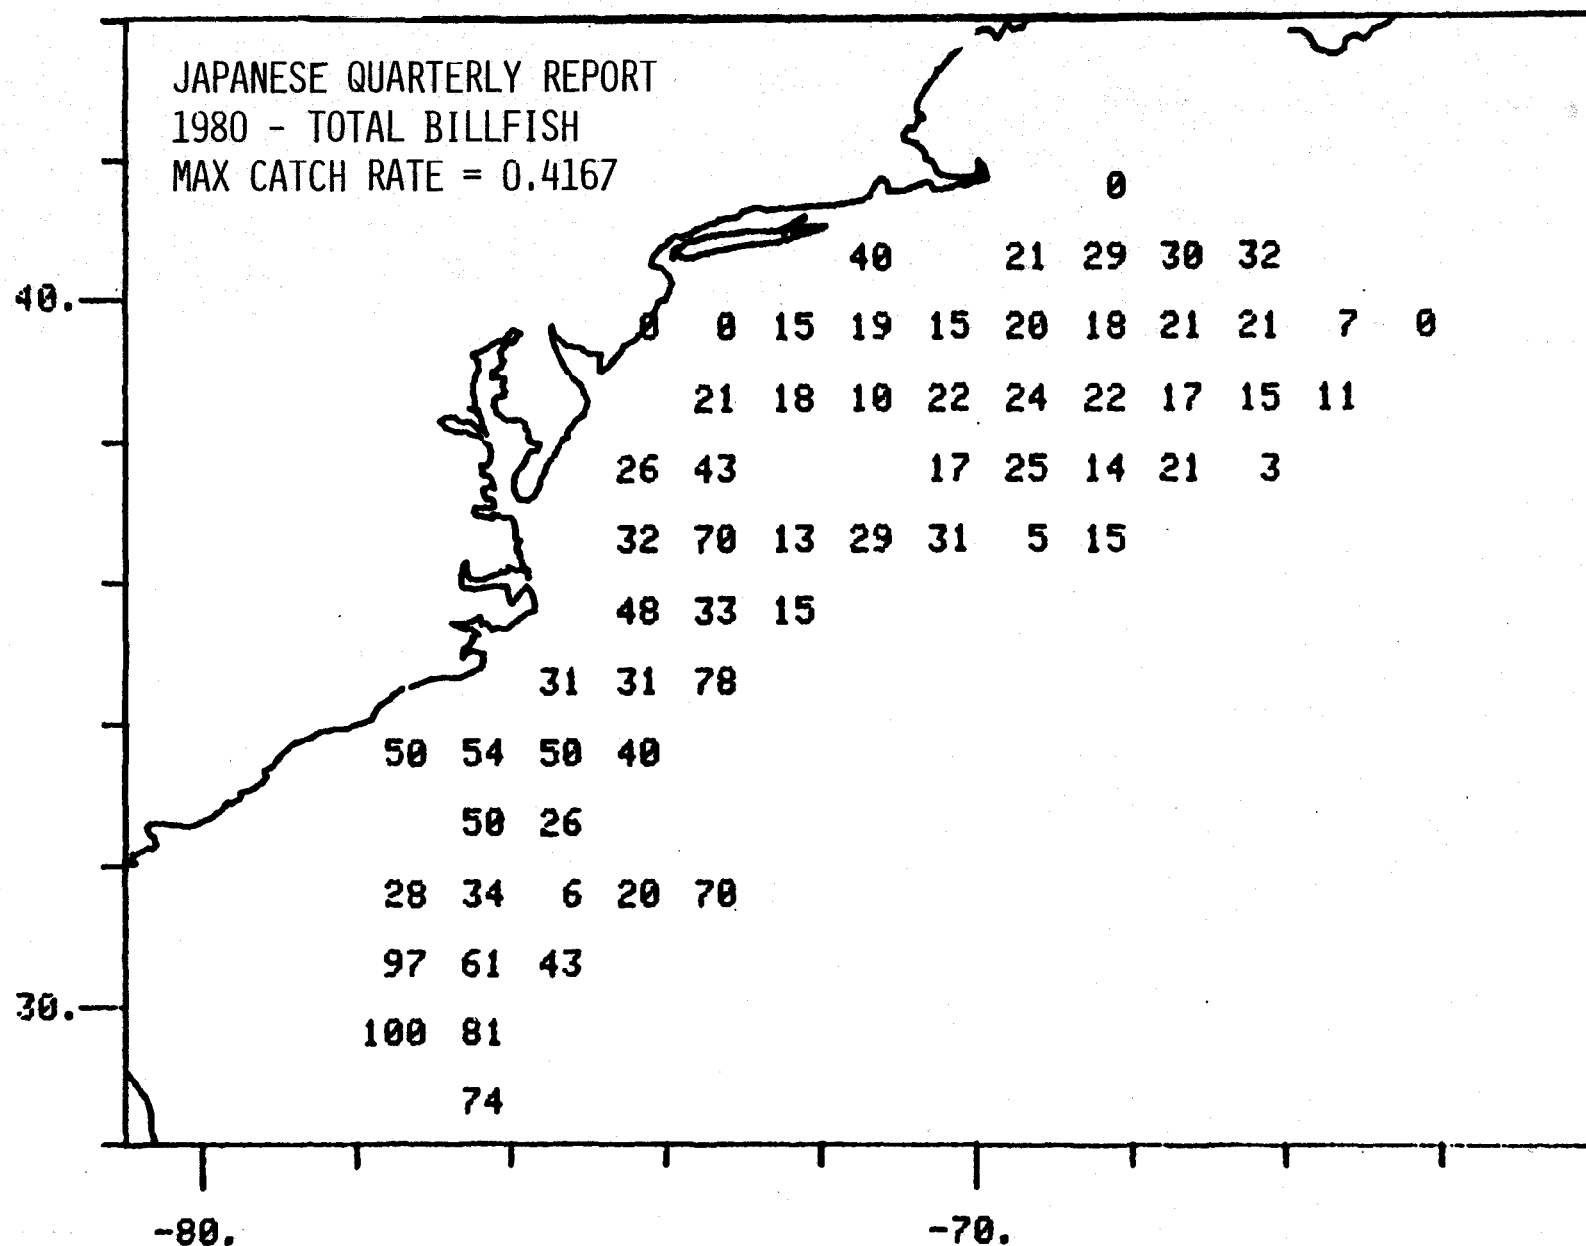 JAPANESE QUARTERLY REPORT
1980 - TOTAL BILLFISH
MAX CATCH RATE = 0.4167
0
40 21 29 30 32
40.
0 0 15 19 15 20 18 21 21 7 0
21 18 10 22 24 22 17 15 11
26 43 17 25 14 21 3
32 70 13 29 31 5 15
48 33 15
31 31 78
50 54 50 40
50 26
28 34 6 20 70
97 61 43
30.
100 81
74
-80. -70.